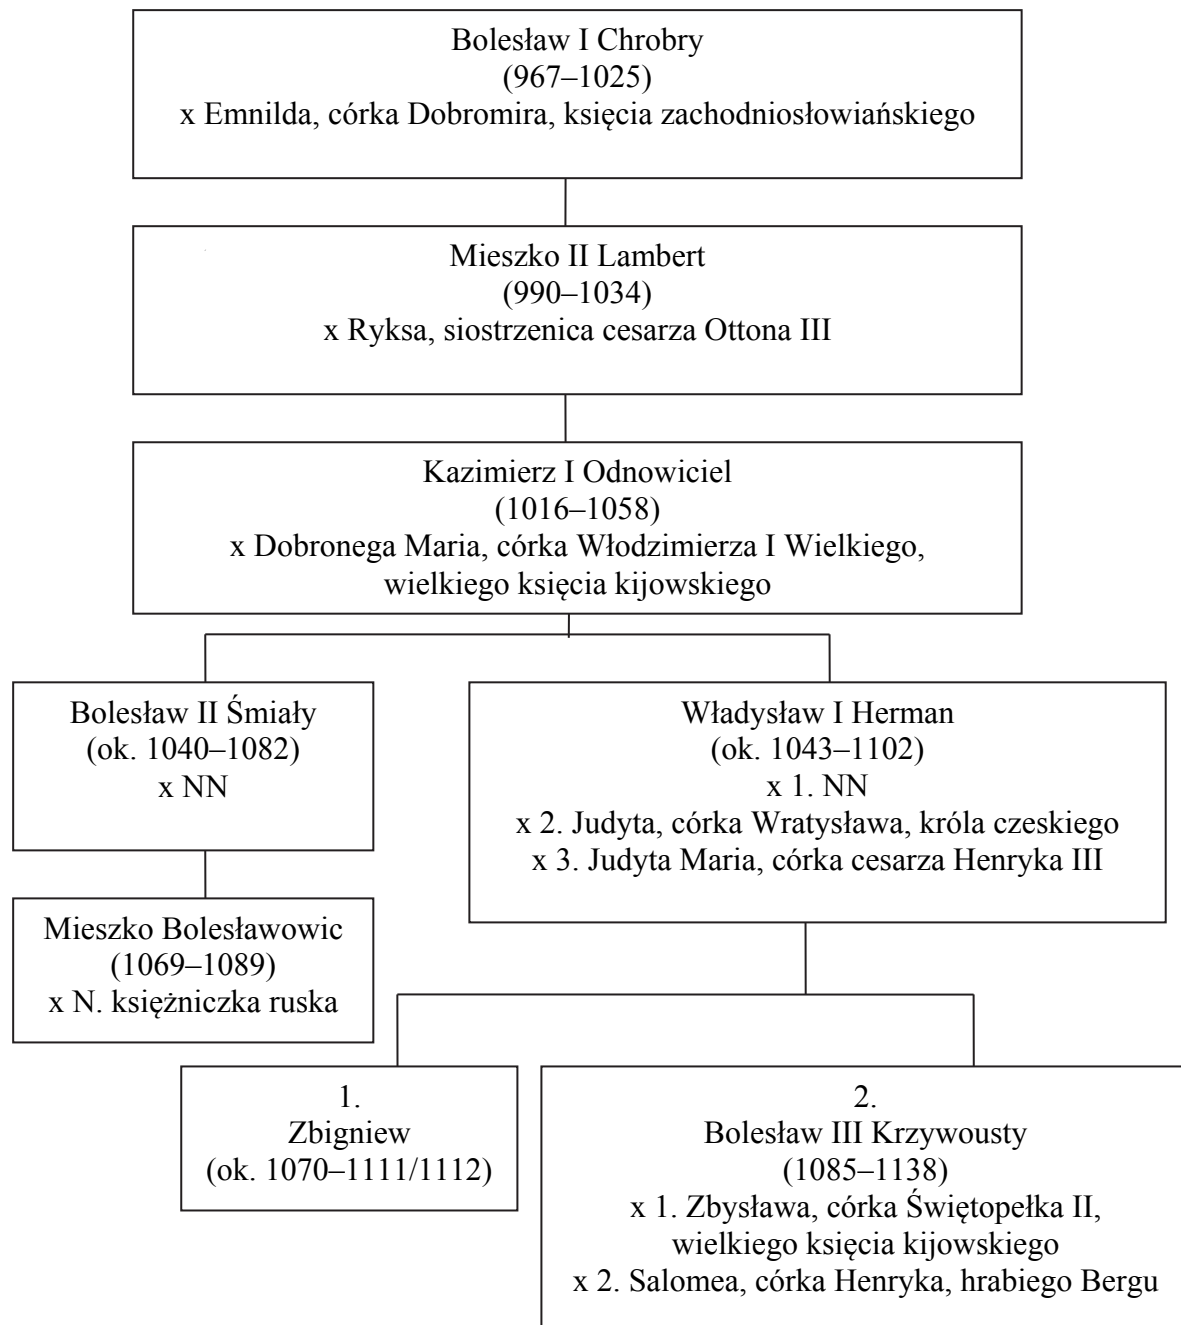 Bolesław I Chrobry
(967–1025)
x Emnilda, córka Dobromira, księcia zachodniosłowiańskiego
Mieszko II Lambert
(990–1034)
x Ryksa, siostrzenica cesarza Ottona III
Kazimierz I Odnowiciel
(1016–1058)
x Dobronega Maria, córka Włodzimierza I Wielkiego,
wielkiego księcia kijowskiego
Bolesław II Śmiały
(ok. 1040–1082)
x NN
Władysław I Herman
(ok. 1043–1102)
x 1. NN
x 2. Judyta, córka Wratysława, króla czeskiego
x 3. Judyta Maria, córka cesarza Henryka III
Mieszko Bolesławowic
(1069–1089)
x N. księżniczka ruska
1.
Zbigniew
(ok. 1070–1111/1112)
2.
Bolesław III Krzywousty
(1085–1138)
x 1. Zbysława, córka Świętopełka II,
wielkiego księcia kijowskiego
x 2. Salomea, córka Henryka, hrabiego Bergu